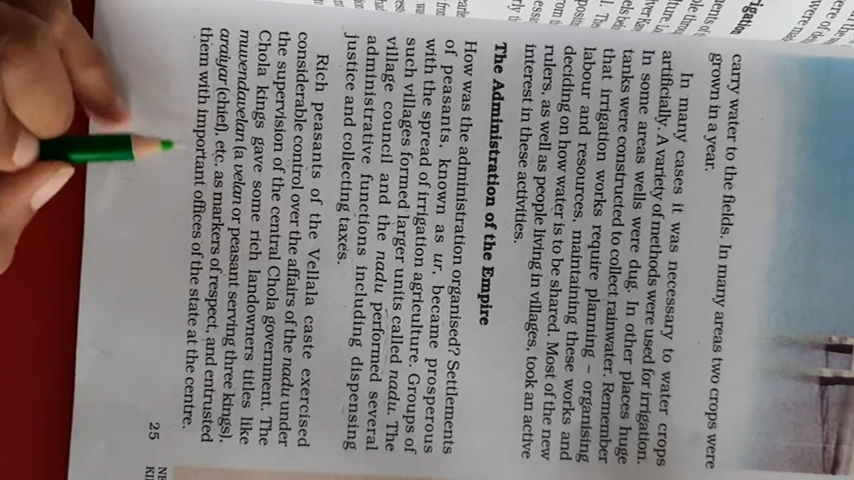 carry water to the fields. In many areas two crops were
grown in a year.
In many cases it was necessary to water crops
artificially. A variety of methods were used for irrigation.
In some areas wells were dug. In other places huge
tanks were constructed to collect rainwater. Remember
that irrigation works require planning – organising
labour and resources, maintaining these works and
deciding on how water is to be shared. Most of the new
rulers, as well as people living in villages, took an active
interest in these activities.
The Administration of the Empire
How was the administration organised? Settlements
of peasants, known as ur, became prosperous
with the spread of irrigation agriculture. Groups of
such villages formed larger units called nadu. The
village council and the nadu performed several
administrative functions including dispensing
justice and collecting taxes.
Rich peasants of the Vellala caste exercised
considerable control over the affairs of the nadu under
the supervision of the central Chola government. The
Chola kings gave some rich landowners titles like
muvendavelan (a velan or peasant serving three kings),
araiyar (chief), etc. as markers of respect, and entrusted
them with important offices of the state at the centre.
25